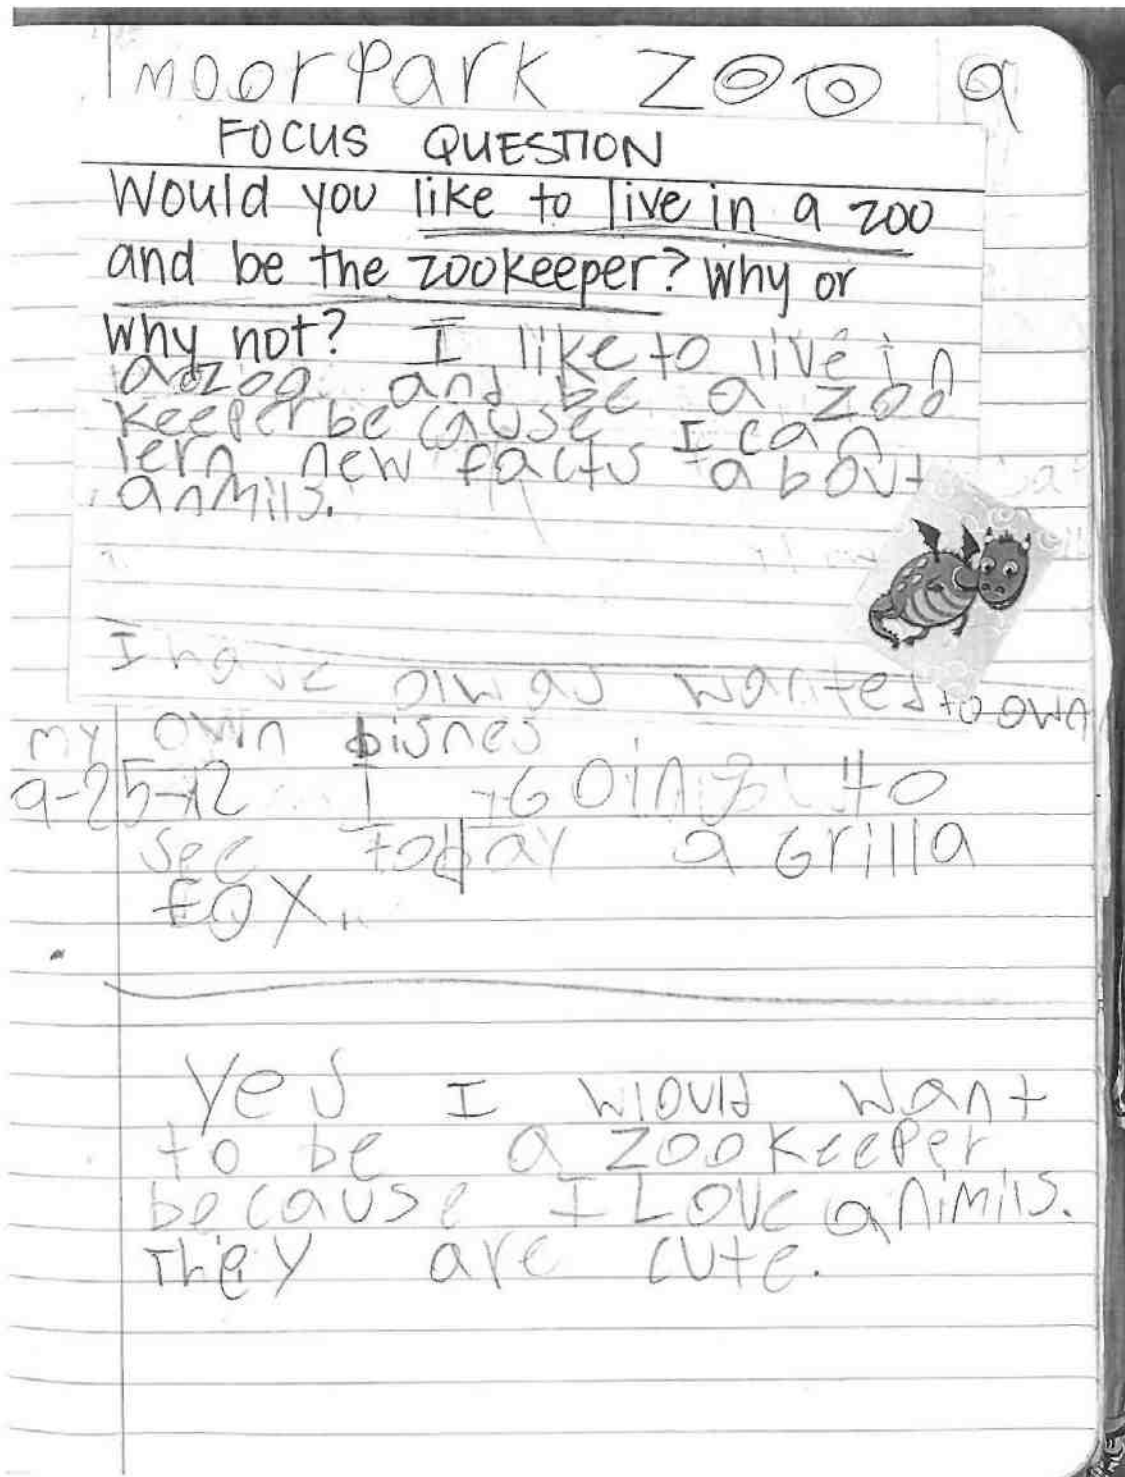 moorpark zoo 9
FOCUS QUESTION
Would you like to live in a zoo
and be the zookeeper? Why or
why not? I like to live in
a zoo and be a zoo
keeper because I can
lern new facts about
anmils.
I have olwas wanted to own
my own bisnes
9-25-12 I Going to
see today a Grilla
fox.
Yes I would want
to be a zookeeper
because I Love animils.
They are cute.